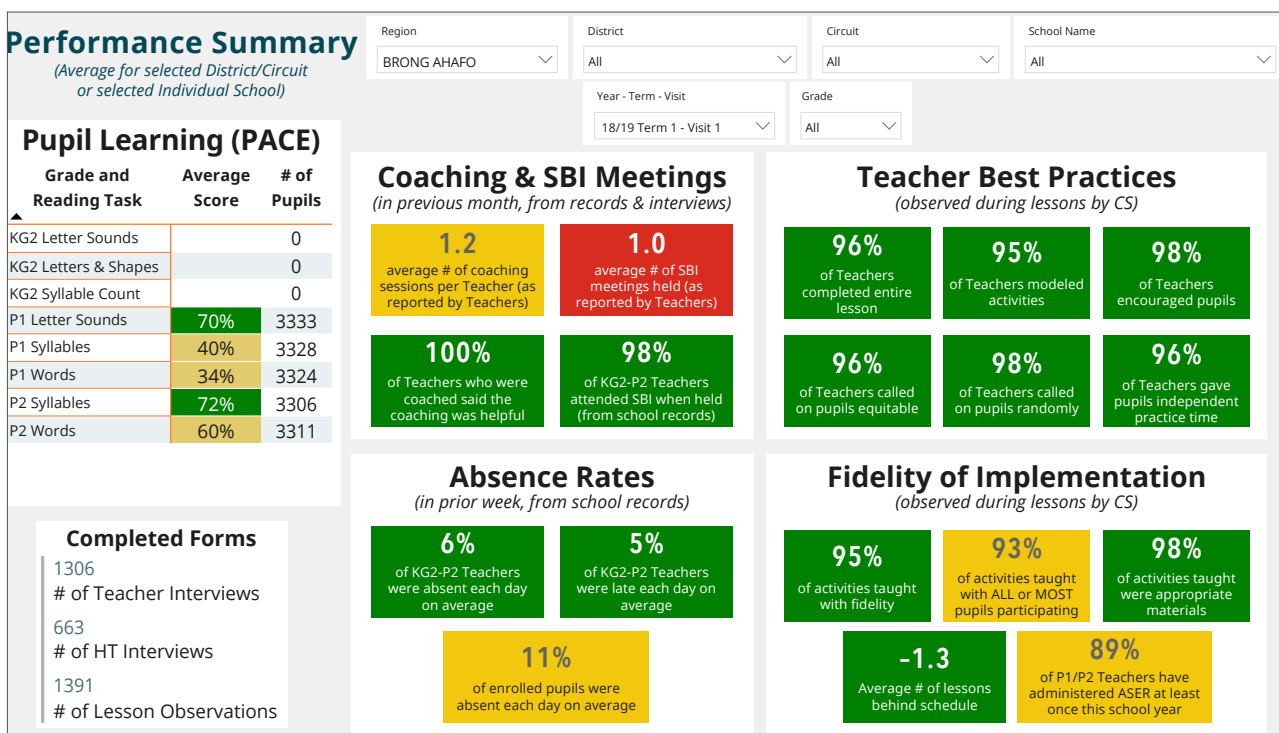 Performance Summary
(Average for selected District/Circuit
or selected Individual School)
Region
BRONG AHAFO
District
All
Circuit
All
School Name
All
Year - Term - Visit
18/19 Term 1 - Visit 1
Grade
All
Pupil Learning (PACE)
Grade and Reading Task Average Score # of Pupils
KG2 Letter Sounds 0
KG2 Letters & Shapes 0
KG2 Syllable Count 0
P1 Letter Sounds 70% 3333
P1 Syllables 40% 3328
P1 Words 34% 3324
P2 Syllables 72% 3306
P2 Words 60% 3311
Completed Forms
1306
# of Teacher Interviews
663
# of HT Interviews
1391
# of Lesson Observations
Coaching & SBI Meetings
(in previous month, from records & interviews)
1.2
average # of coaching
sessions per Teacher (as
reported by Teachers)
1.0
average # of SBI
meetings held (as
reported by Teachers)
100%
of Teachers who were
coached said the
coaching was helpful
98%
of KG2-P2 Teachers
attended SBI when held
(from school records)
Teacher Best Practices
(observed during lessons by CS)
96%
of Teachers
completed entire
lesson
95%
of Teachers modeled
activities
98%
of Teachers
encouraged pupils
96%
of Teachers called
on pupils equitable
98%
of Teachers called
on pupils randomly
96%
of Teachers gave
pupils independent
practice time
Absence Rates
(in prior week, from school records)
6%
of KG2-P2 Teachers
were absent each day
on average
5%
of KG2-P2 Teachers
were late each day on
average
11%
of enrolled pupils were
absent each day on average
Fidelity of Implementation
(observed during lessons by CS)
95%
of activities taught
with fidelity
93%
of activities taught
with ALL or MOST
pupils participating
98%
of activities taught
were appropriate
materials
-1.3
Average # of lessons
behind schedule
89%
of P1/P2 Teachers have
administered ASER at least
once this school year